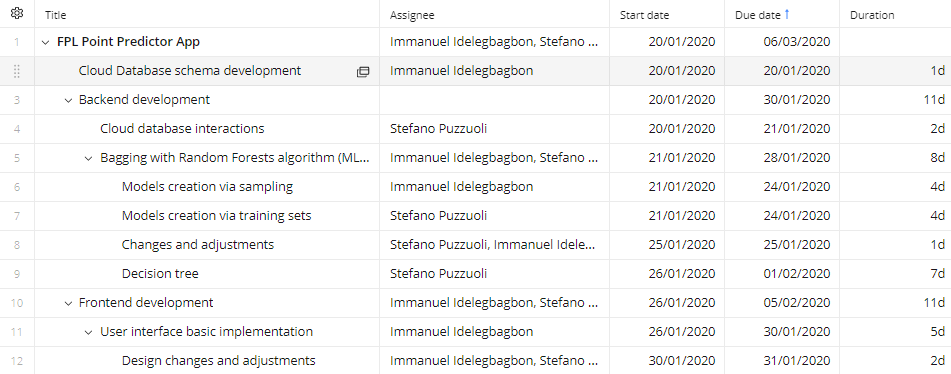 Title Assignee Start date Due date ↑ Duration
1 FPL Point Predictor App Immanuel Idelegbagbon, Stefano ... 20/01/2020 06/03/2020
Cloud Database schema development Immanuel Idelegbagbon 20/01/2020 20/01/2020 1d
3 Backend development 20/01/2020 30/01/2020 11d
4 Cloud database interactions Stefano Puzzuoli 20/01/2020 21/01/2020 2d
5 Bagging with Random Forests algorithm (ML... Immanuel Idelegbagbon, Stefano ... 21/01/2020 28/01/2020 8d
6 Models creation via sampling Immanuel Idelegbagbon 21/01/2020 24/01/2020 4d
7 Models creation via training sets Stefano Puzzuoli 21/01/2020 24/01/2020 4d
8 Changes and adjustments Stefano Puzzuoli, Immanuel Idele... 25/01/2020 25/01/2020 1d
9 Decision tree Stefano Puzzuoli 26/01/2020 01/02/2020 7d
10 Frontend development Immanuel Idelegbagbon, Stefano ... 26/01/2020 05/02/2020 11d
11 User interface basic implementation Immanuel Idelegbagbon 26/01/2020 30/01/2020 5d
12 Design changes and adjustments Immanuel Idelegbagbon, Stefano ... 30/01/2020 31/01/2020 2d